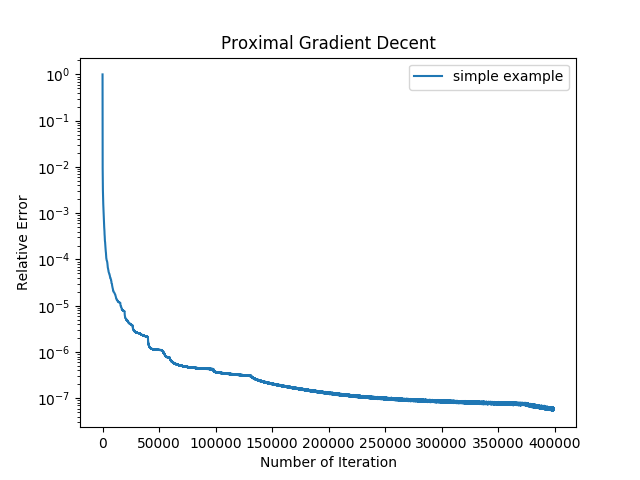 Proximal Gradient Decent
simple example
Relative Error
10⁰
10⁻¹
10⁻²
10⁻³
10⁻⁴
10⁻⁵
10⁻⁶
10⁻⁷
0 50000 100000 150000 200000 250000 300000 350000 400000
Number of Iteration